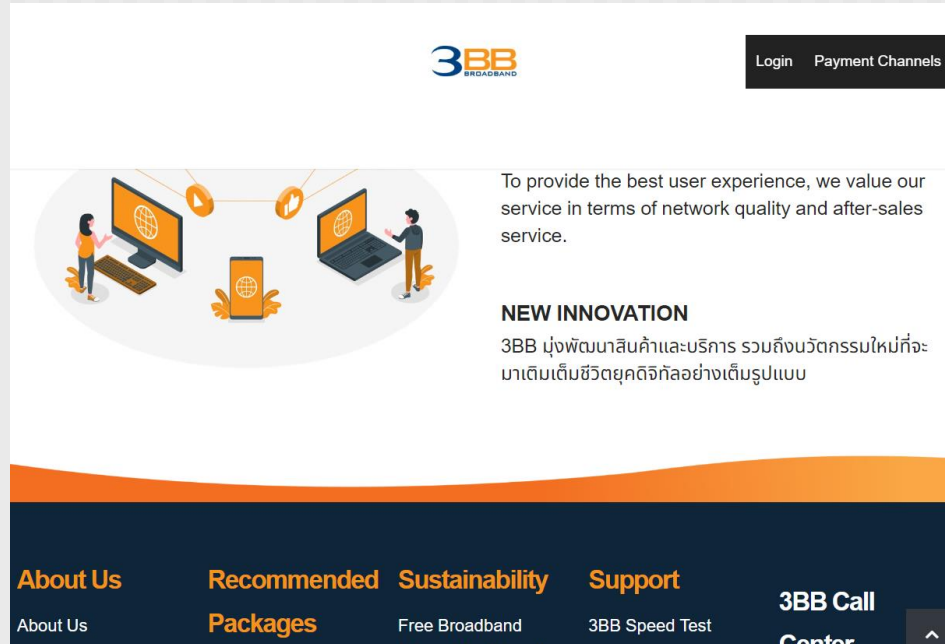 3BB
BROADBAND
Login Payment Channels
To provide the best user experience, we value our
service in terms of network quality and after-sales
service.
NEW INNOVATION
3BB มุ่งพัฒนาสินค้าและบริการ รวมถึงนวัตกรรมใหม่ที่จะ
มาเติมเต็มชีวิตยุคดิจิทัลอย่างเต็มรูปแบบ
About Us
About Us
Recommended
Packages
Sustainability
Free Broadband
Support
3BB Speed Test
3BB Call
Center